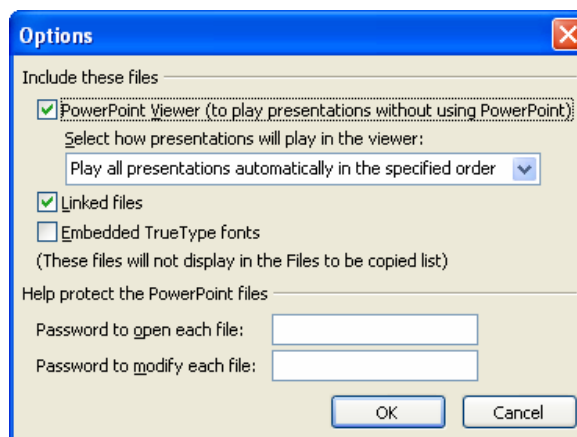 Options
Include these files
PowerPoint Viewer (to play presentations without using PowerPoint)
Select how presentations will play in the viewer:
Play all presentations automatically in the specified order
Linked files
Embedded TrueType fonts
(These files will not display in the Files to be copied list)
Help protect the PowerPoint files
Password to open each file:
Password to modify each file:
OK Cancel